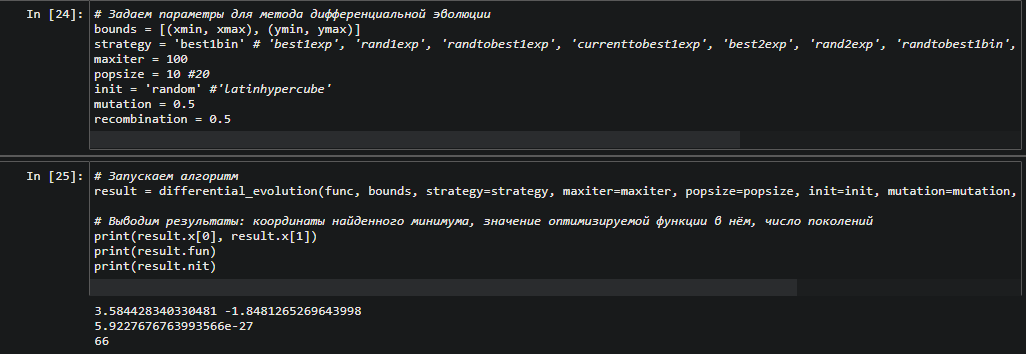 In [24]:
# Задаем параметры для метода дифференциальной эволюции
bounds = [(xmin, xmax), (ymin, ymax)]
strategy = 'best1bin' # 'best1exp', 'rand1exp', 'randtobest1exp', 'currenttobest1exp', 'best2exp', 'rand2exp', 'randtobest1bin',
maxiter = 100
popsize = 10 #20
init = 'random' #'latinhypercube'
mutation = 0.5
recombination = 0.5
In [25]:
# Запускаем алгоритм
result = differential_evolution(func, bounds, strategy=strategy, maxiter=maxiter, popsize=popsize, init=init, mutation=mutation,
# Выводим результаты: координаты найденного минимума, значение оптимизируемой функции в нём, число поколений
print(result.x[0], result.x[1])
print(result.fun)
print(result.nit)
3.584428340330481 -1.8481265269643998
5.9227676763993566e-27
66